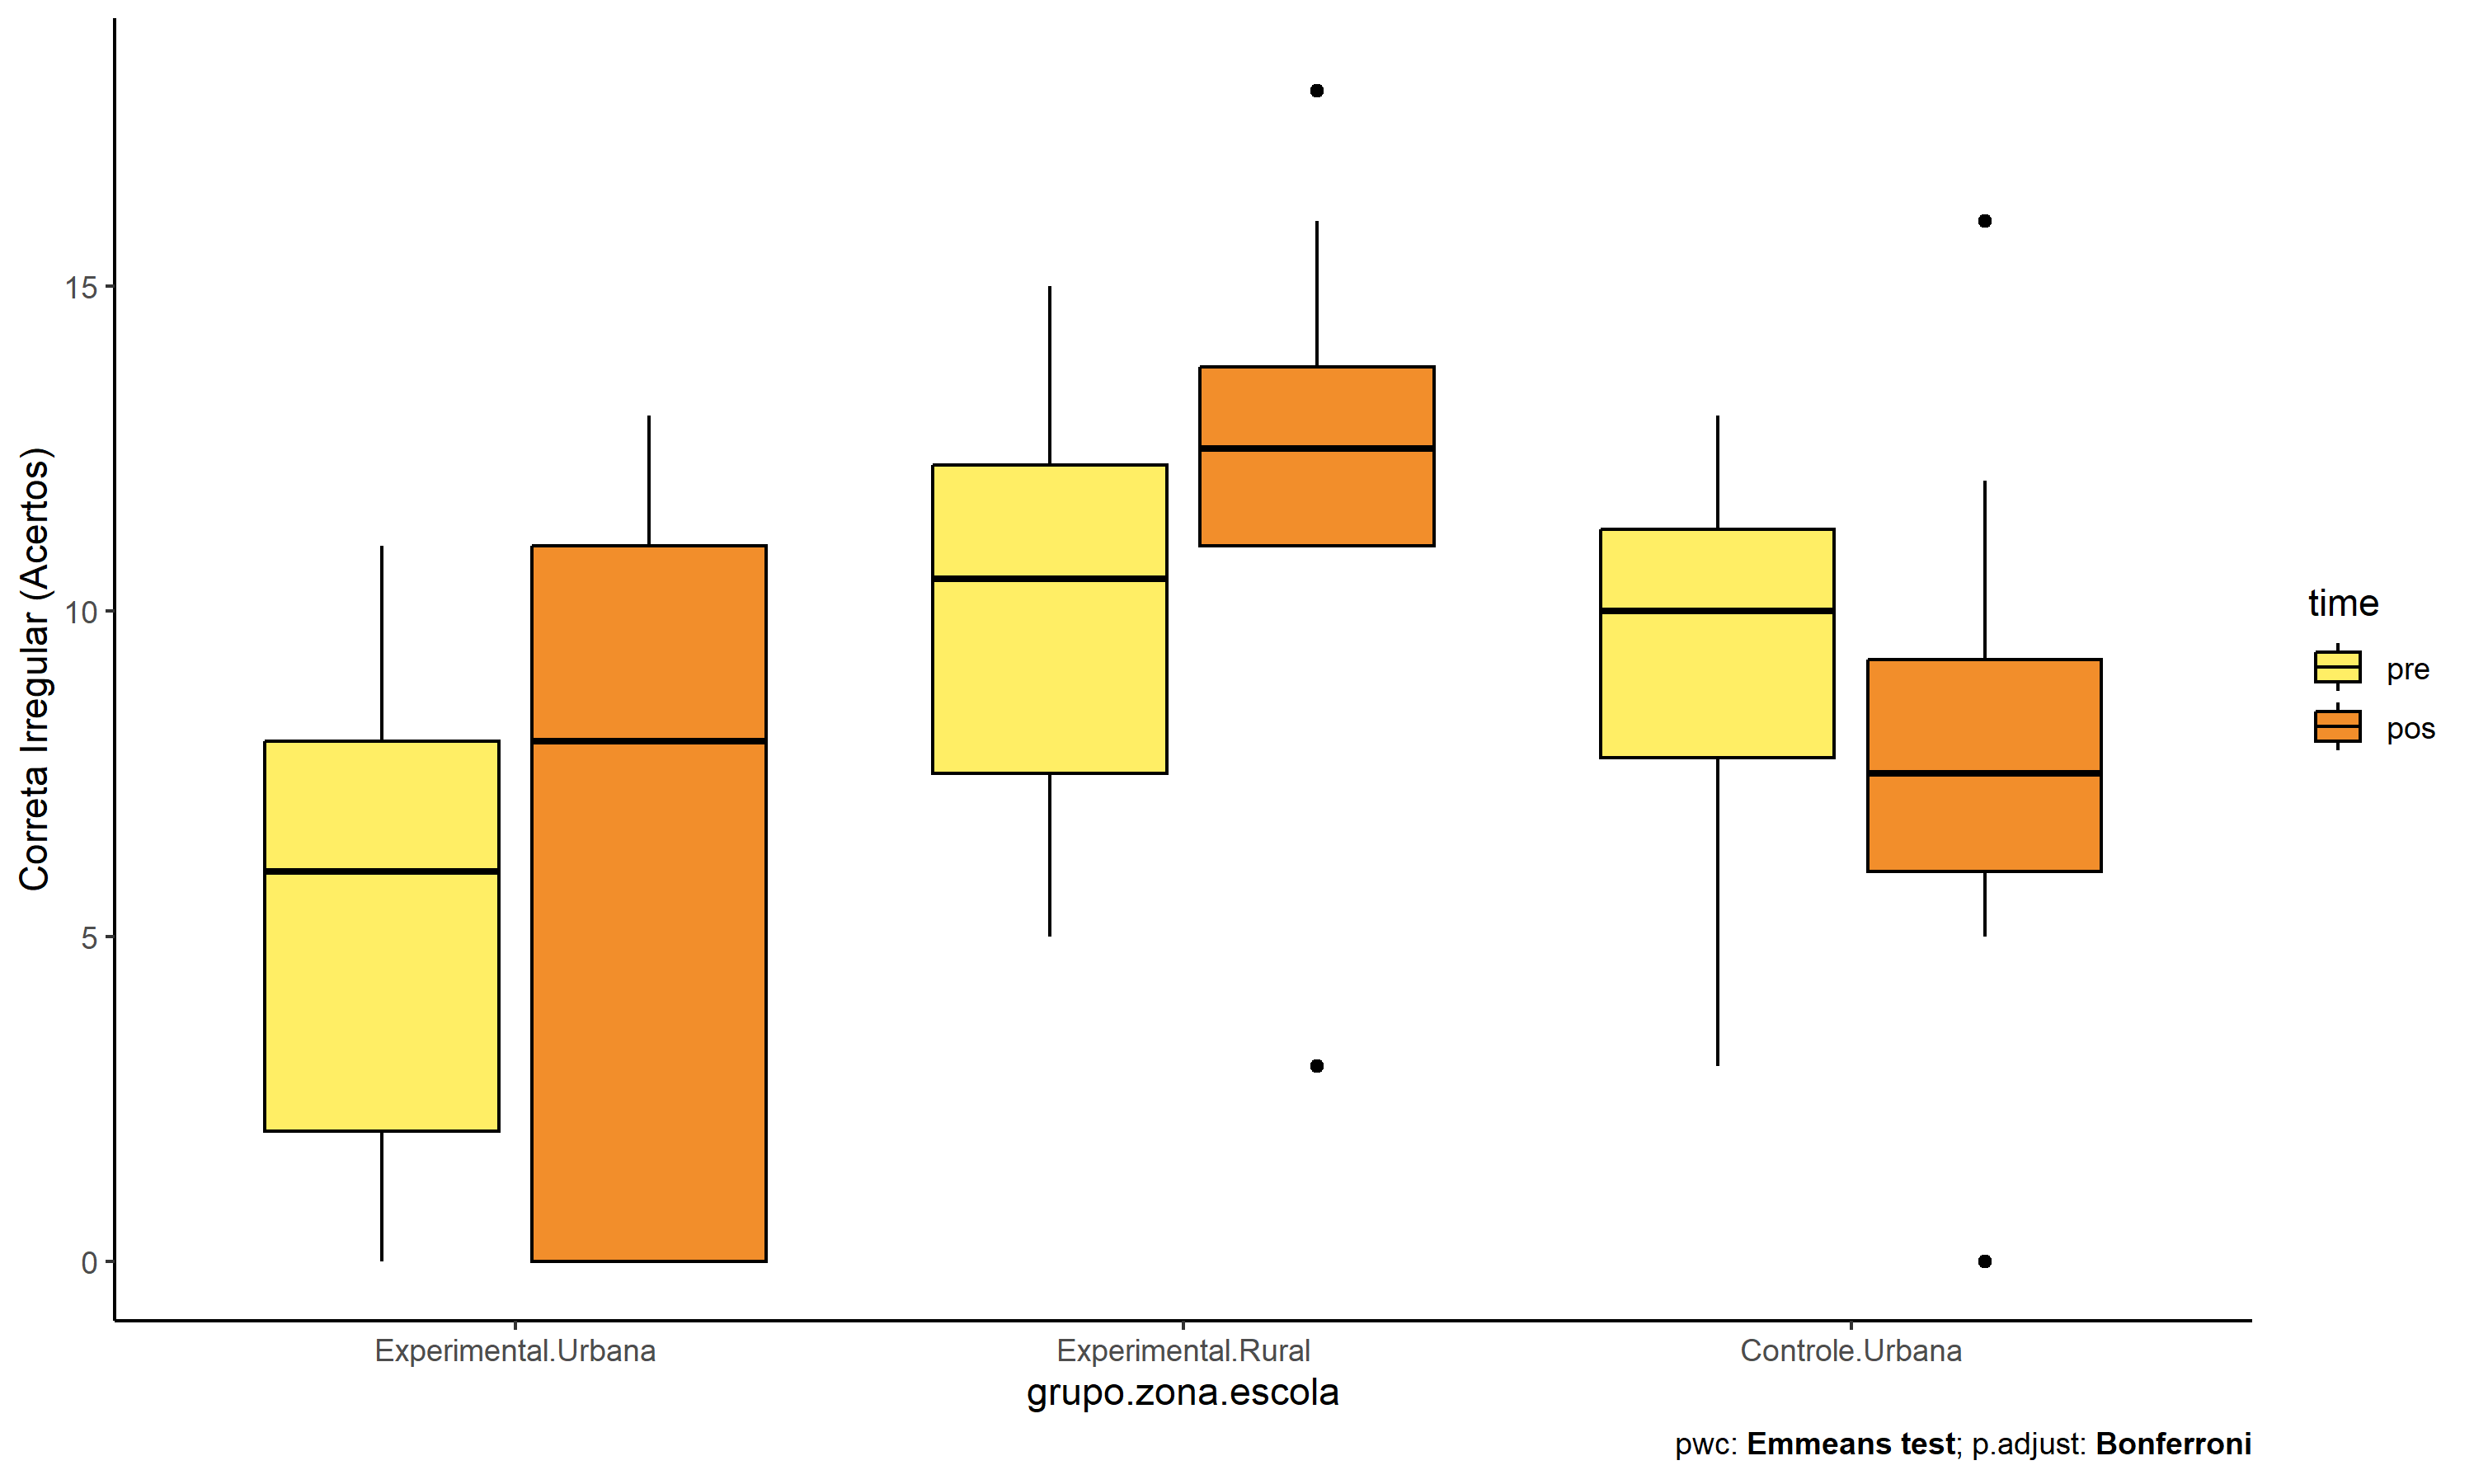 Correta Irregular (Acertos)
15
10
5
0
Experimental.Urbana
Experimental.Rural
Controle.Urbana
grupo.zona.escola
time
pre
pos
pwc: Emmeans test; p.adjust: Bonferroni